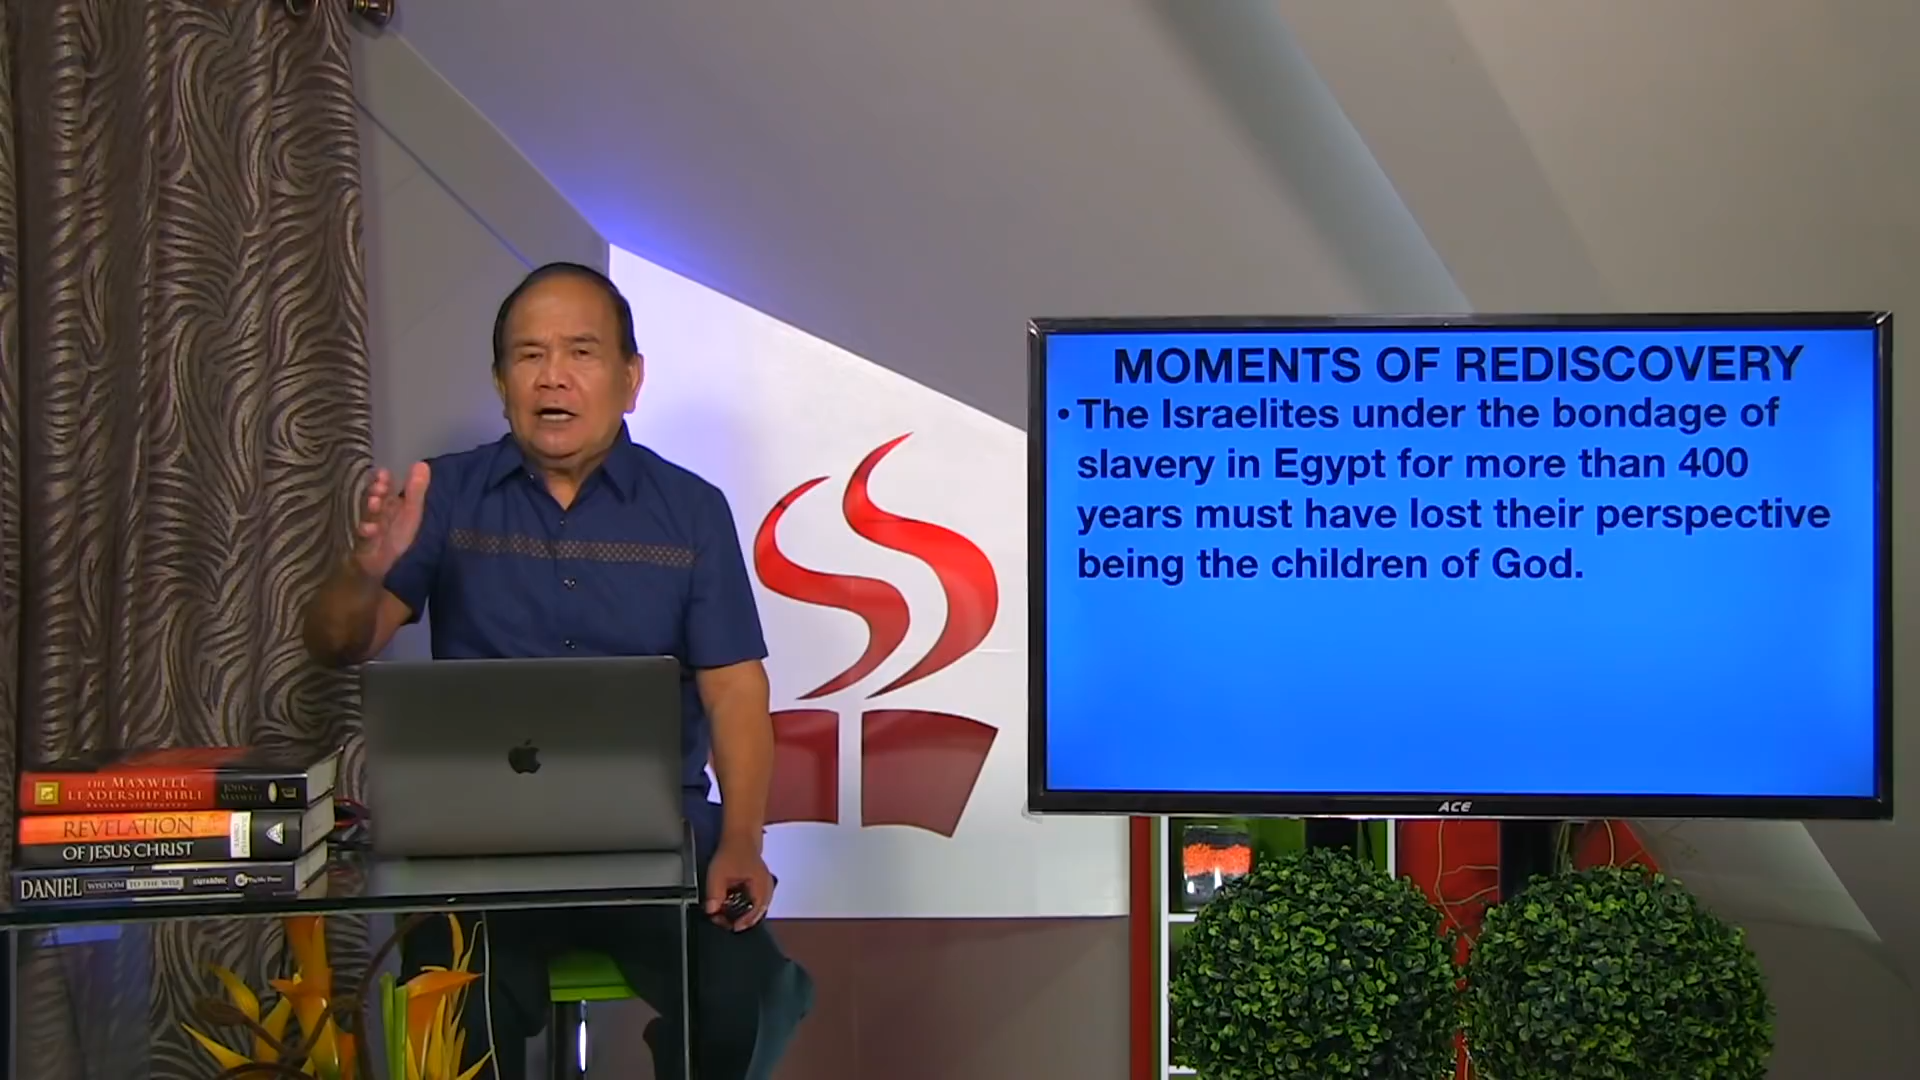 MOMENTS OF REDISCOVERY
• The Israelites under the bondage of
slavery in Egypt for more than 400
years must have lost their perspective
being the children of God.
ACE
THE MAXWELL
LEADERSHIP BIBLE
JOHN C.
MAXWELL
REVELATION
OF JESUS CHRIST
DANIEL WISDOM TO THE WISE